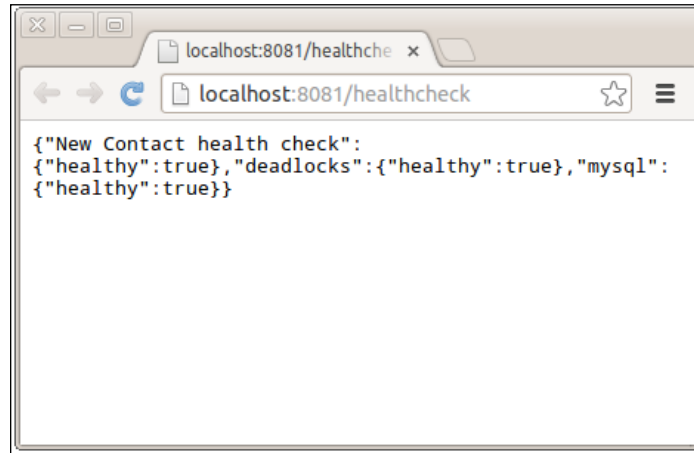 localhost:8081/healthche
localhost:8081/healthcheck
{"New Contact health check":
{"healthy":true},"deadlocks":{"healthy":true},"mysql":
{"healthy":true}}